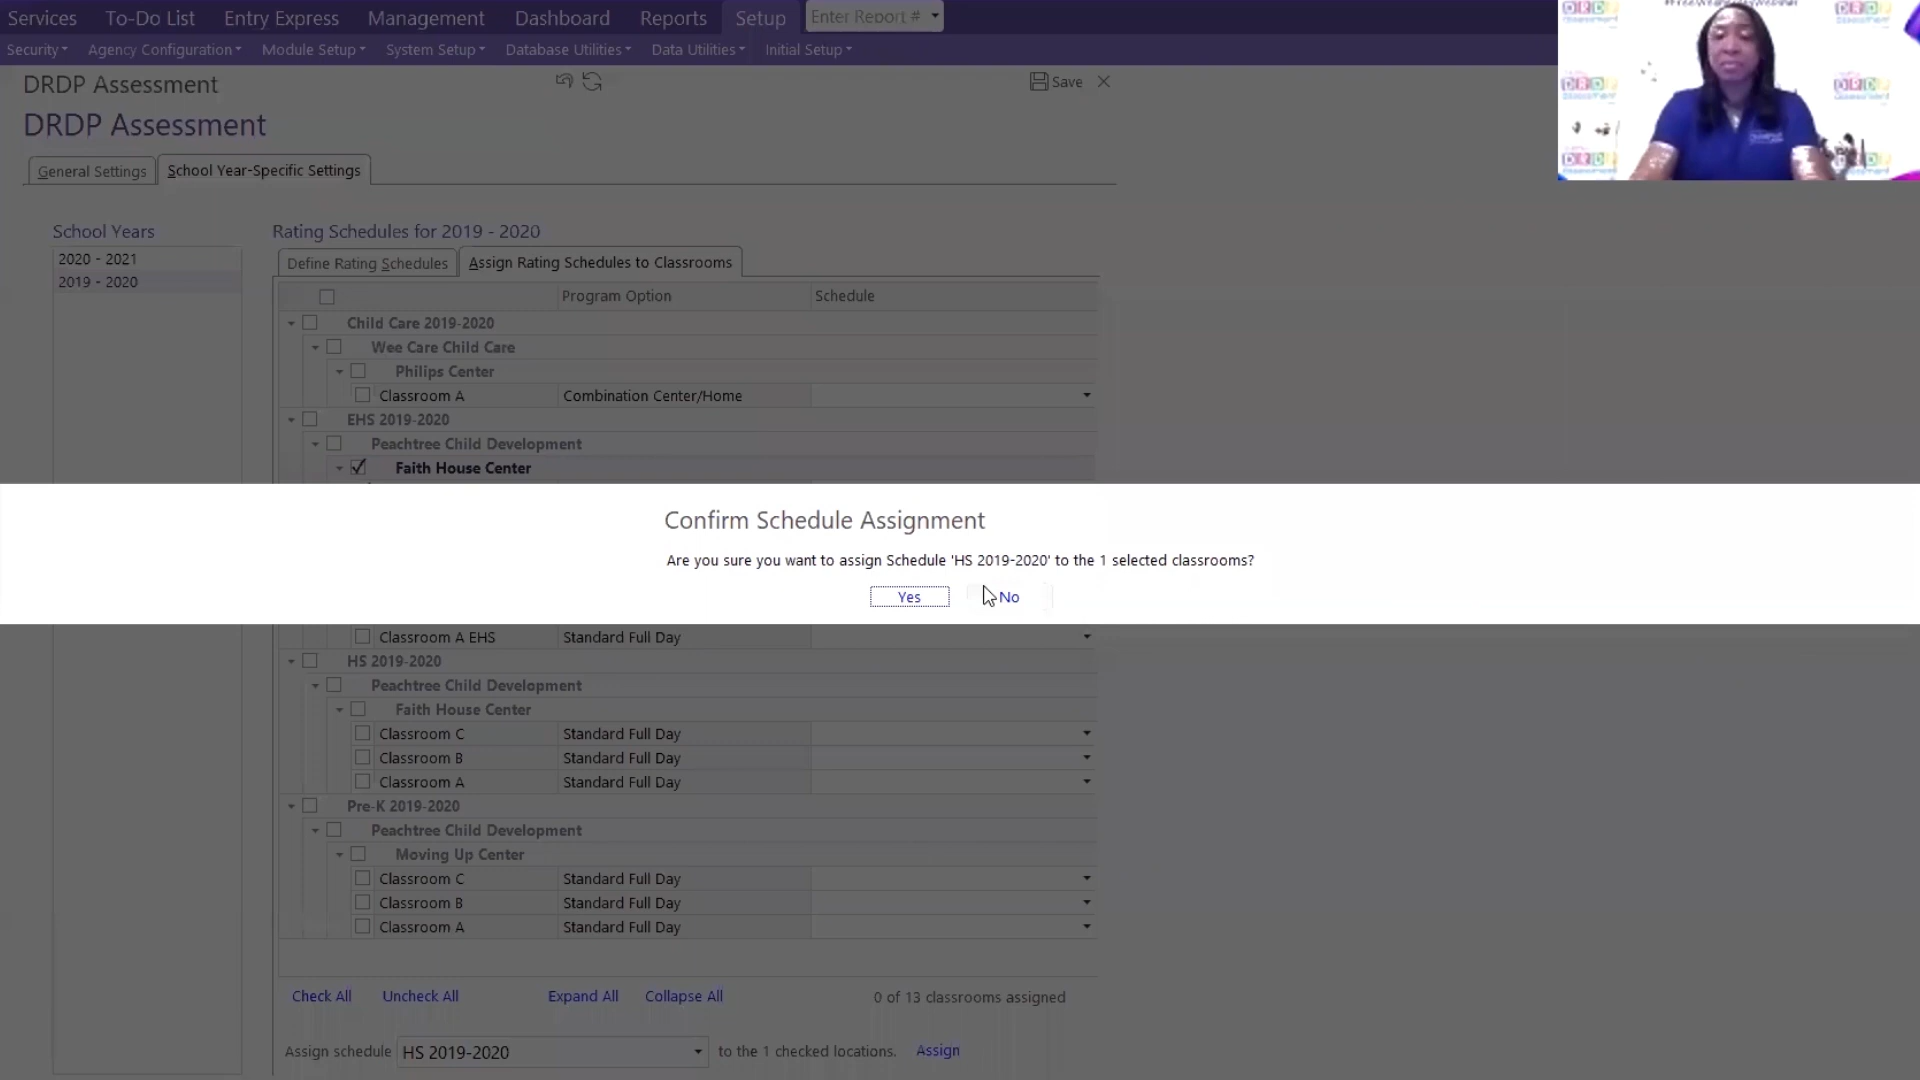 Services To-Do List Entry Express Management Dashboard Reports Setup Enter Report #
Security Agency Configuration Module Setup System Setup Database Utilities Data Utilities Initial Setup
DRDP Assessment Save
DRDP Assessment
General Settings School Year-Specific Settings
School Years
2020 - 2021
2019 - 2020
Rating Schedules for 2019 - 2020
Define Rating Schedules Assign Rating Schedules to Classrooms
Program Option Schedule
Child Care 2019-2020
Wee Care Child Care
Philips Center
Classroom A Combination Center/Home
EHS 2019-2020
Peachtree Child Development
Faith House Center
Confirm Schedule Assignment
Are you sure you want to assign Schedule 'HS 2019-2020' to the 1 selected classrooms?
Yes No
Classroom A EHS Standard Full Day
HS 2019-2020
Peachtree Child Development
Faith House Center
Classroom C Standard Full Day
Classroom B Standard Full Day
Classroom A Standard Full Day
Pre-K 2019-2020
Peachtree Child Development
Moving Up Center
Classroom C Standard Full Day
Classroom B Standard Full Day
Classroom A Standard Full Day
Check All Uncheck All Expand All Collapse All 0 of 13 classrooms assigned
Assign schedule HS 2019-2020 to the 1 checked locations. Assign
DRDP
DRDP
DRDP
DRDP
DRDP